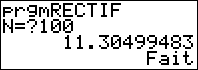 prgmRECTIF
N=?100
11.30499483
Fait